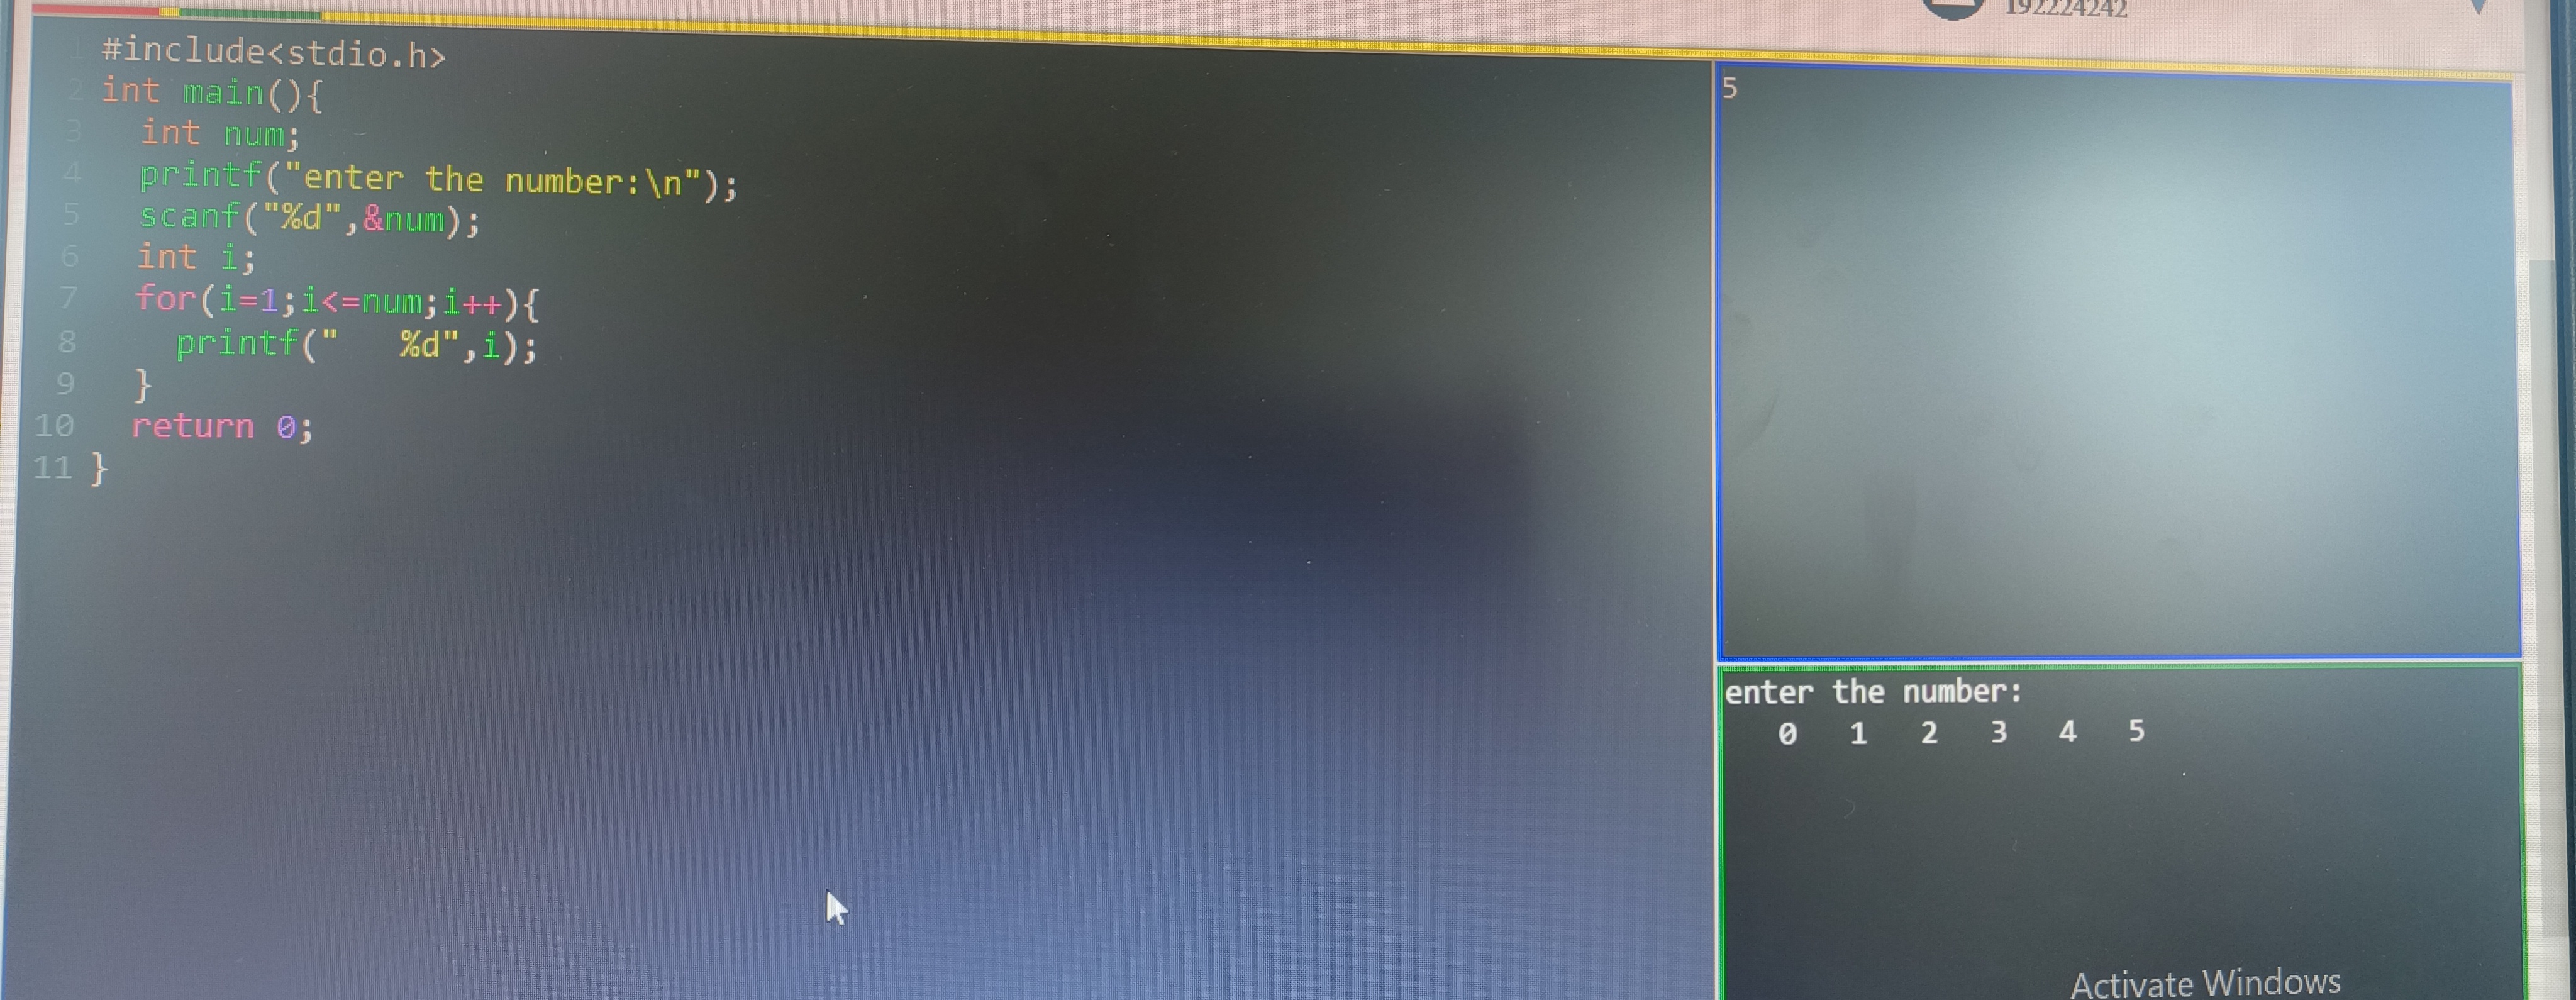 192224242
1 #include<stdio.h>
2 int main(){
3 int num;
4 printf("enter the number:\n");
5 scanf("%d",&num);
6 int i;
7 for(i=1;i<=num;i++){
8 printf("   %d",i);
9 }
10 return 0;
11 }
5
enter the number:
0 1 2 3 4 5
Activate Windows